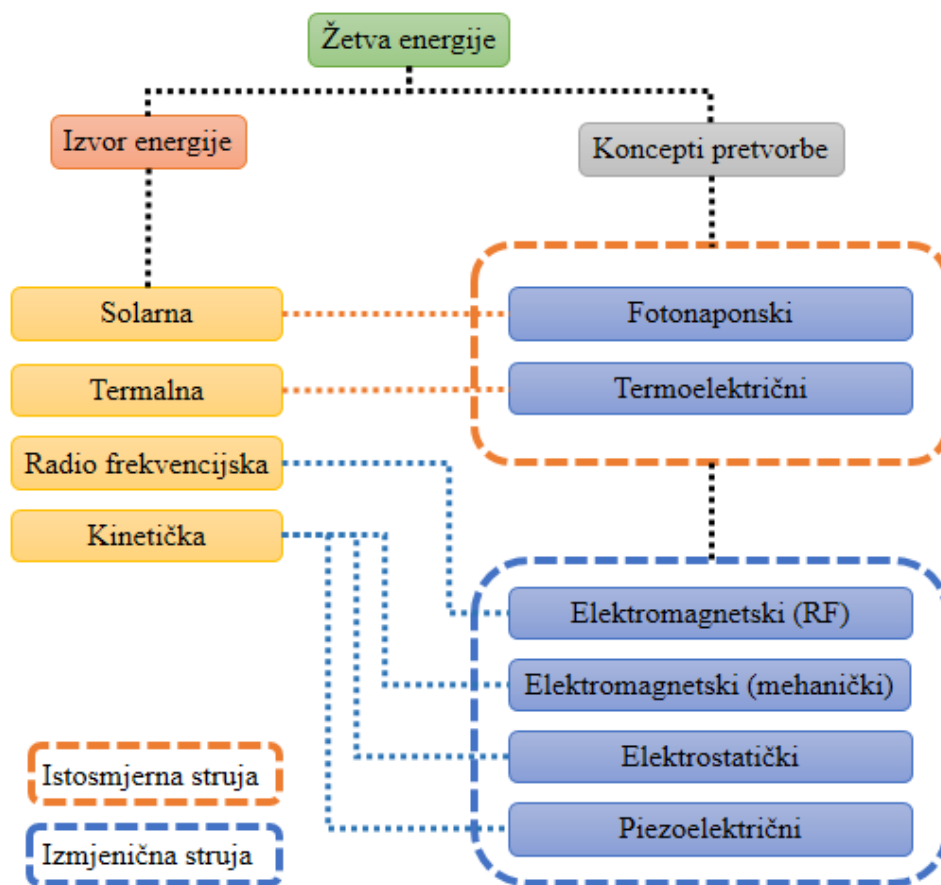 Žetva energije
Izvor energije
Koncepti pretvorbe
Solarna
Fotonaponski
Termalna
Termoelektrični
Radio frekvencijska
Kinetička
Elektromagnetski (RF)
Elektromagnetski (mehanički)
Elektrostatički
Piezoelektrični
Istosmjerna struja
Izmjenična struja